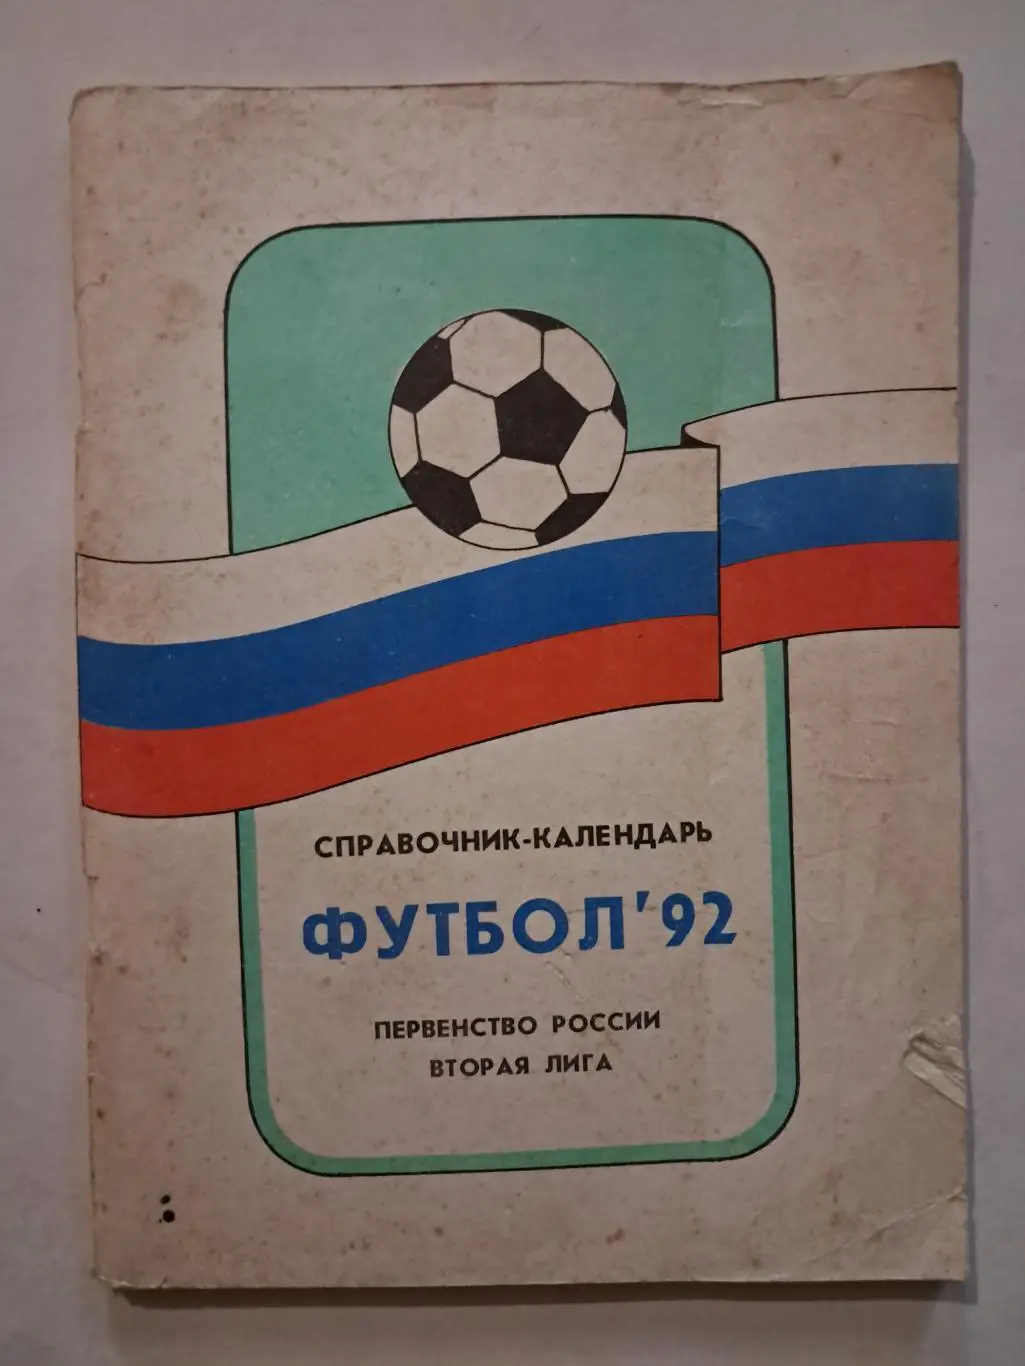 СПРАВОЧНИК-КАЛЕНДАРЬ
ФУТБОЛ'92
ПЕРВЕНСТВО РОССИИ
ВТОРАЯ ЛИГА